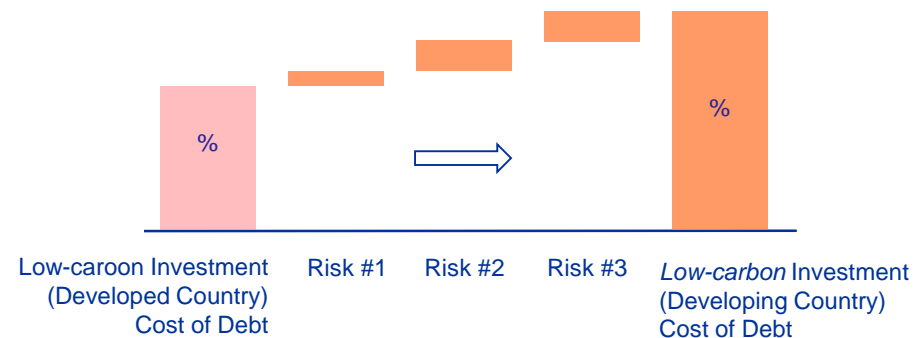 %
%
Low-caroon Investment
(Developed Country)
Cost of Debt
Risk #1
Risk #2
Risk #3
Low-carbon Investment
(Developing Country)
Cost of Debt